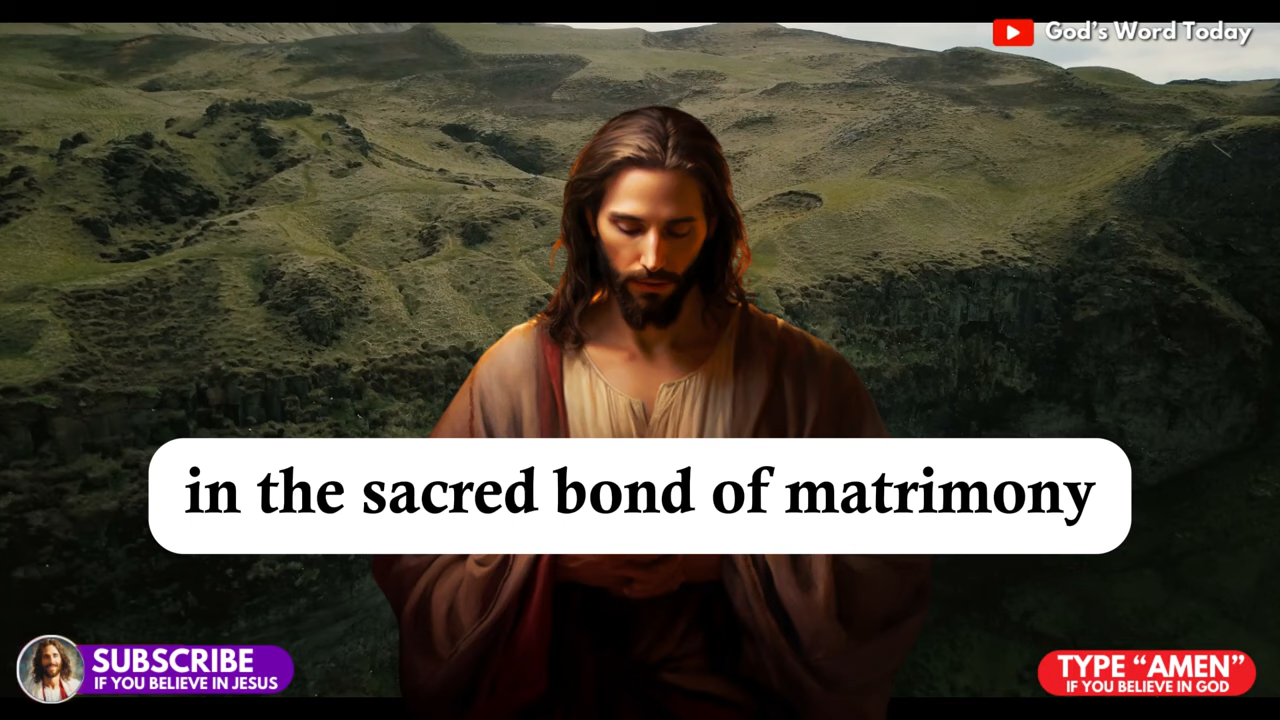 God's Word Today
in the sacred bond of matrimony
SUBSCRIBE
IF YOU BELIEVE IN JESUS
TYPE “AMEN”
IF YOU BELIEVE IN GOD